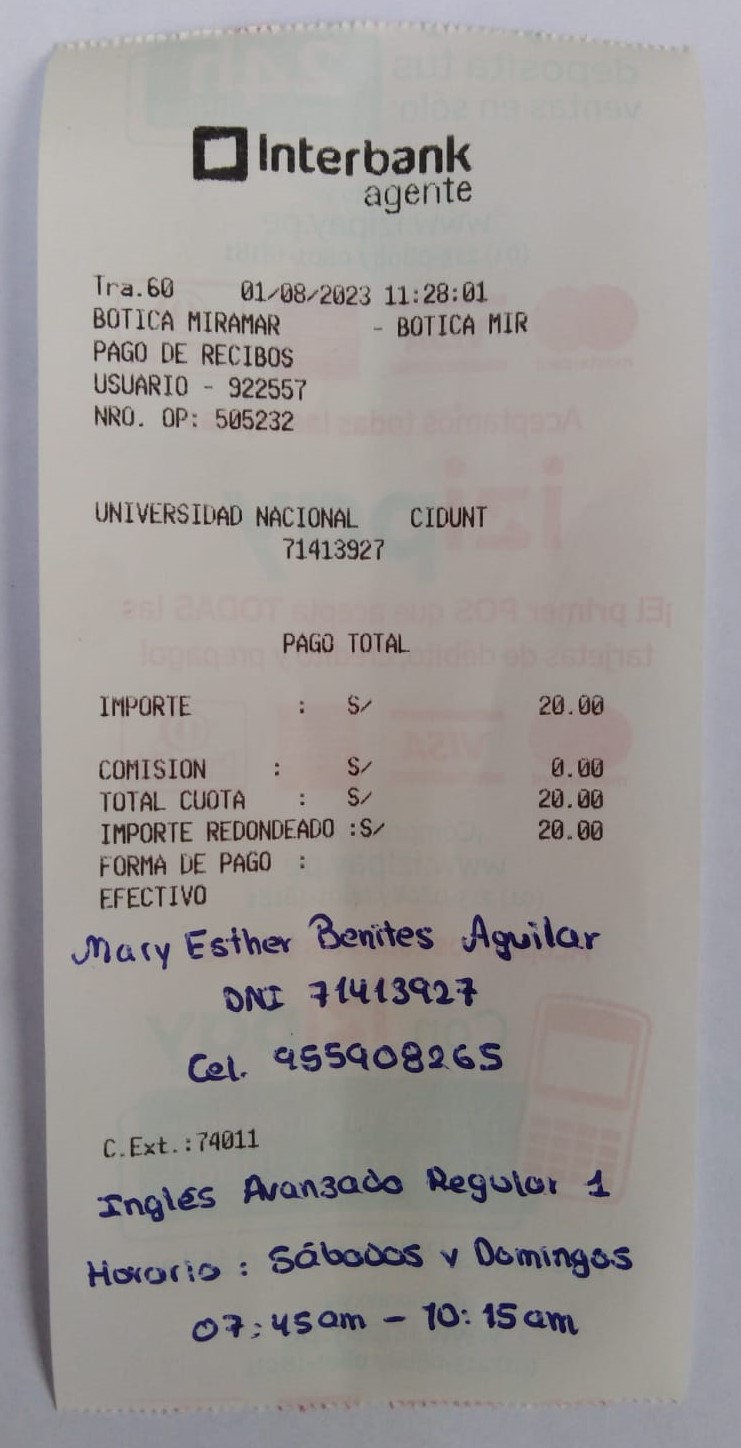 Interbank
agente
Tra.60 01/08/2023 11:28:01
BOTICA MIRAMAR - BOTICA MIR
PAGO DE RECIBOS
USUARIO - 922557
NRO. OP: 505232
UNIVERSIDAD NACIONAL CIDUNT
71413927
PAGO TOTAL
IMPORTE : S/ 20.00
COMISION : S/ 0.00
TOTAL CUOTA : S/ 20.00
IMPORTE REDONDEADO :S/ 20.00
FORMA DE PAGO :
EFECTIVO
Mary Esther Benites Aguilar
DNI 71413927
Cel. 955908265
C.Ext.:74011
Inglés Avanzado Regular 1
Horario : Sábados y Domingos
07:45am - 10:15am